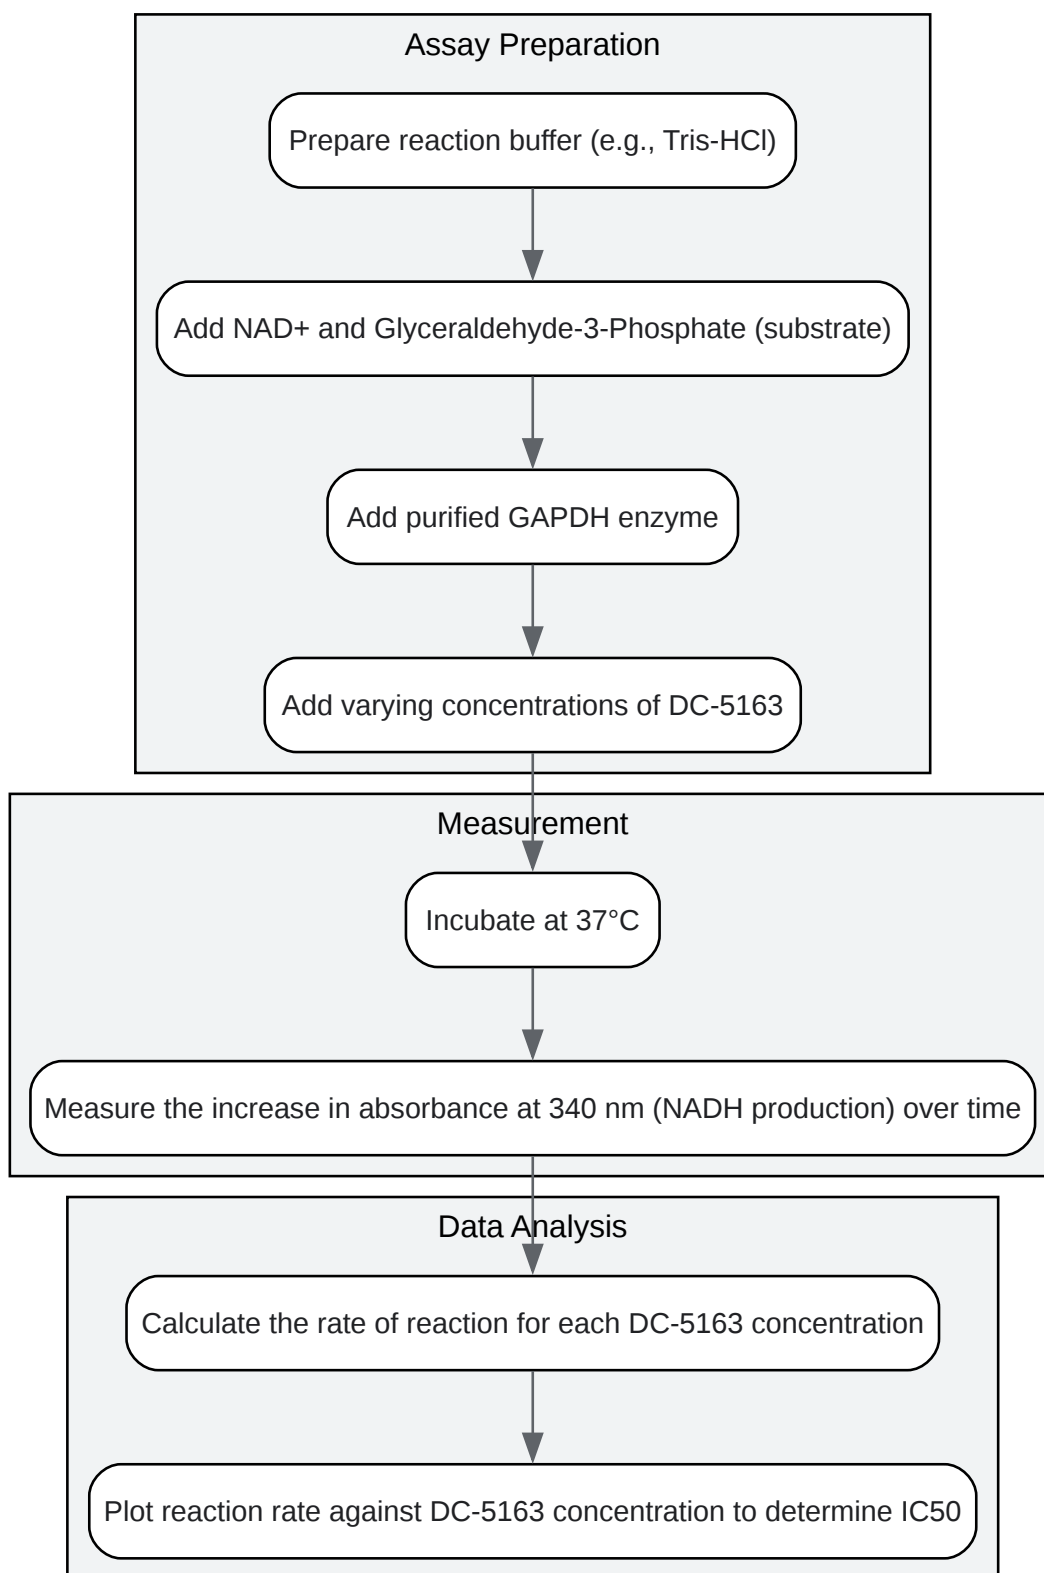 Assay Preparation
Prepare reaction buffer (e.g., Tris-HCl)
Add NAD+ and Glyceraldehyde-3-Phosphate (substrate)
Add purified GAPDH enzyme
Add varying concentrations of DC-5163
Measurement
Incubate at 37°C
Measure the increase in absorbance at 340 nm (NADH production) over time
Data Analysis
Calculate the rate of reaction for each DC-5163 concentration
Plot reaction rate against DC-5163 concentration to determine IC50